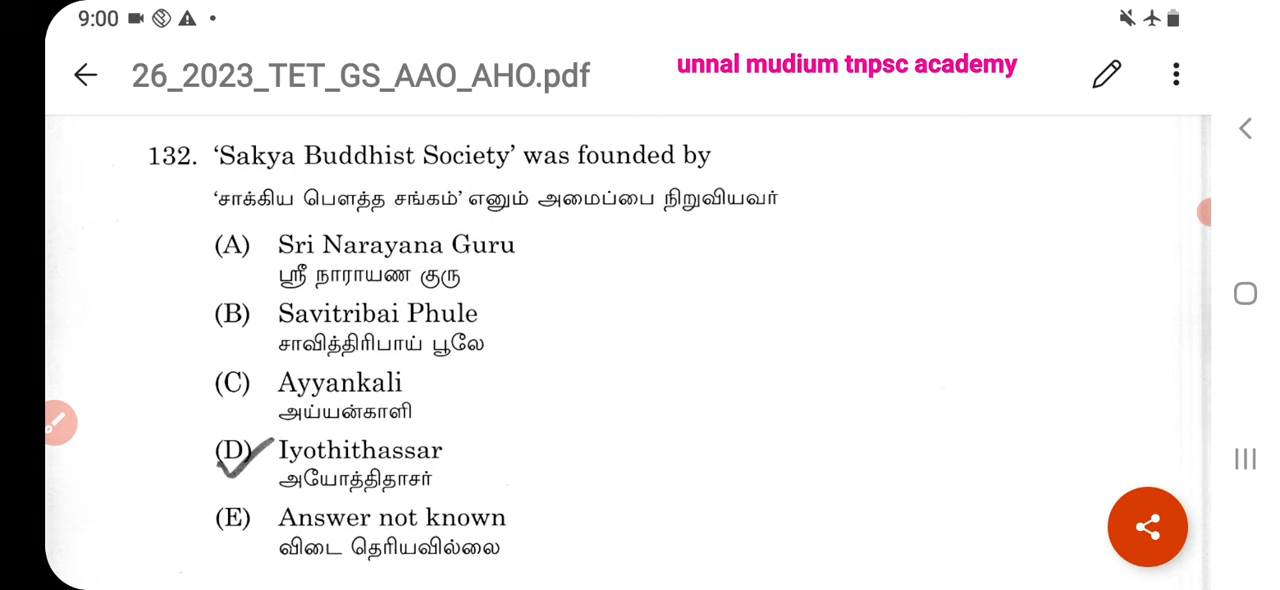 9:00
26_2023_TET_GS_AAO_AHO.pdf
unnal mudium tnpsc academy
132. ‘Sakya Buddhist Society’ was founded by
‘சாக்கிய பௌத்த சங்கம்’ எனும் அமைப்பை நிறுவியவர்
(A) Sri Narayana Guru
ஸ்ரீ நாராயண குரு
(B) Savitribai Phule
சாவித்திரிபாய் பூலே
(C) Ayyankali
அய்யன்காளி
(D) Iyothithassar
அயோத்திதாசர்
(E) Answer not known
விடை தெரியவில்லை